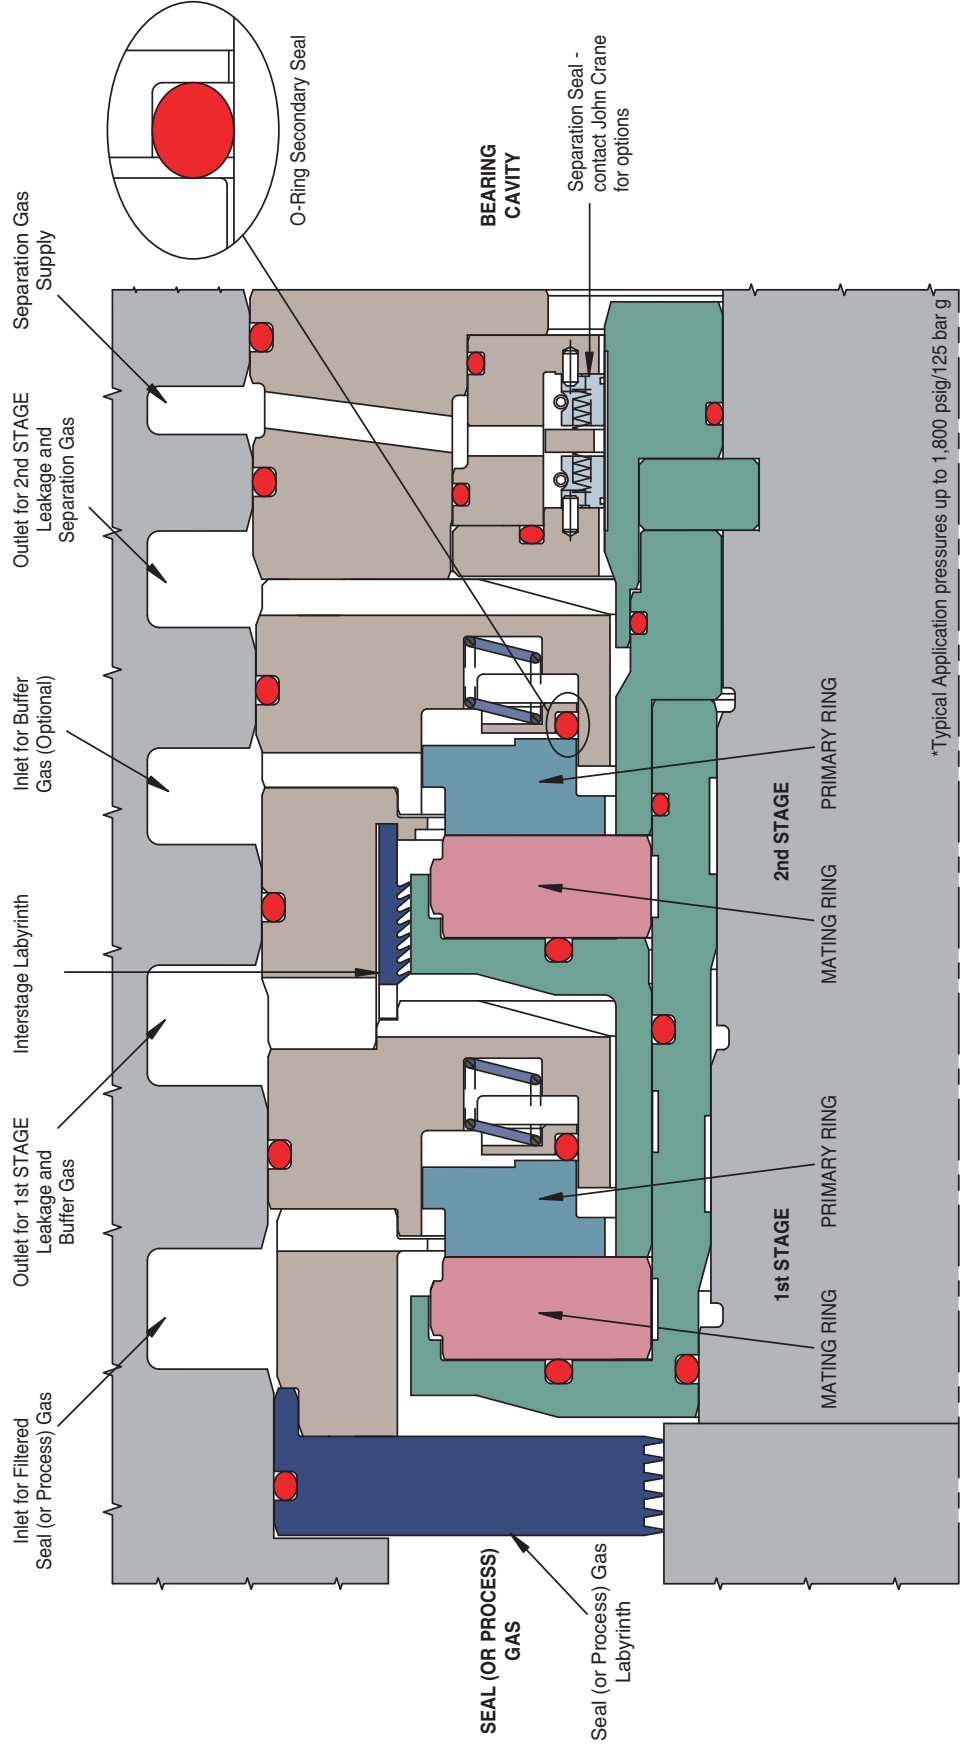 Inlet for Filtered
Seal (or Process) Gas
Outlet for 1st STAGE
Leakage and
Buffer Gas
Interstage Labyrinth
Inlet for Buffer
Gas (Optional)
Outlet for 2nd STAGE
Leakage and
Separation Gas
Separation Gas
Supply
O-Ring Secondary Seal
SEAL (OR PROCESS)
GAS
BEARING
CAVITY
Seal (or Process) Gas
Labyrinth
Separation Seal -
contact John Crane
for options
1st STAGE
2nd STAGE
MATING RING
PRIMARY RING
MATING RING
PRIMARY RING
*Typical Application pressures up to 1,800 psig/125 bar g